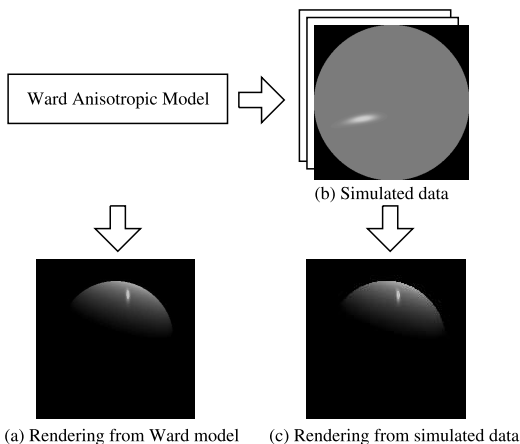 Ward Anisotropic Model
(b) Simulated data
(a) Rendering from Ward model
(c) Rendering from simulated data